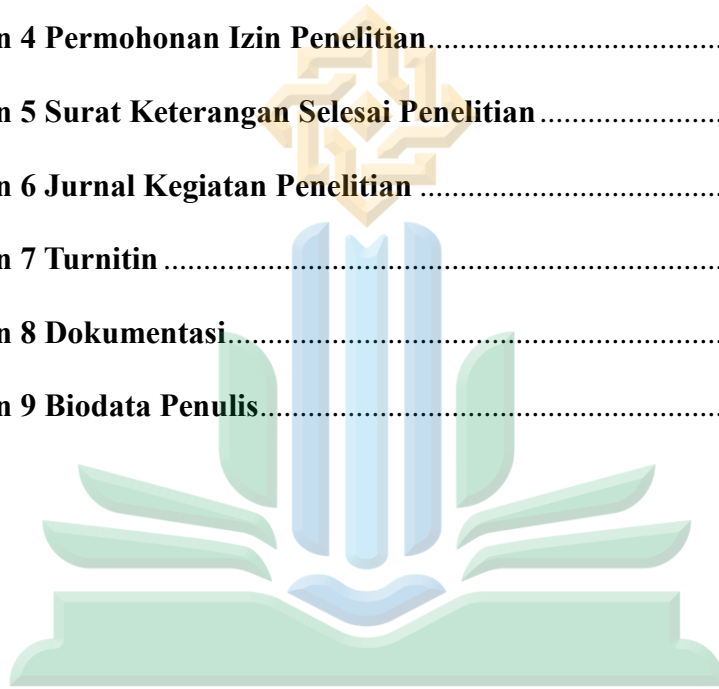 n 4 Permohonan Izin Penelitian
n 5 Surat Keterangan Selesai Penelitian
n 6 Jurnal Kegiatan Penelitian
n 7 Turnitin
n 8 Dokumentasi
n 9 Biodata Penulis